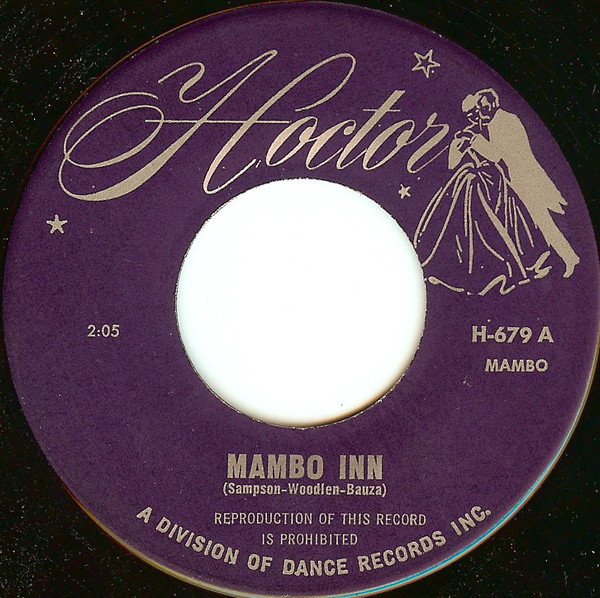 Hoctor
2:05
H-679 A
MAMBO
MAMBO INN
(Sampson-Woodlen-Bauza)
REPRODUCTION OF THIS RECORD
IS PROHIBITED
A DIVISION OF DANCE RECORDS INC.